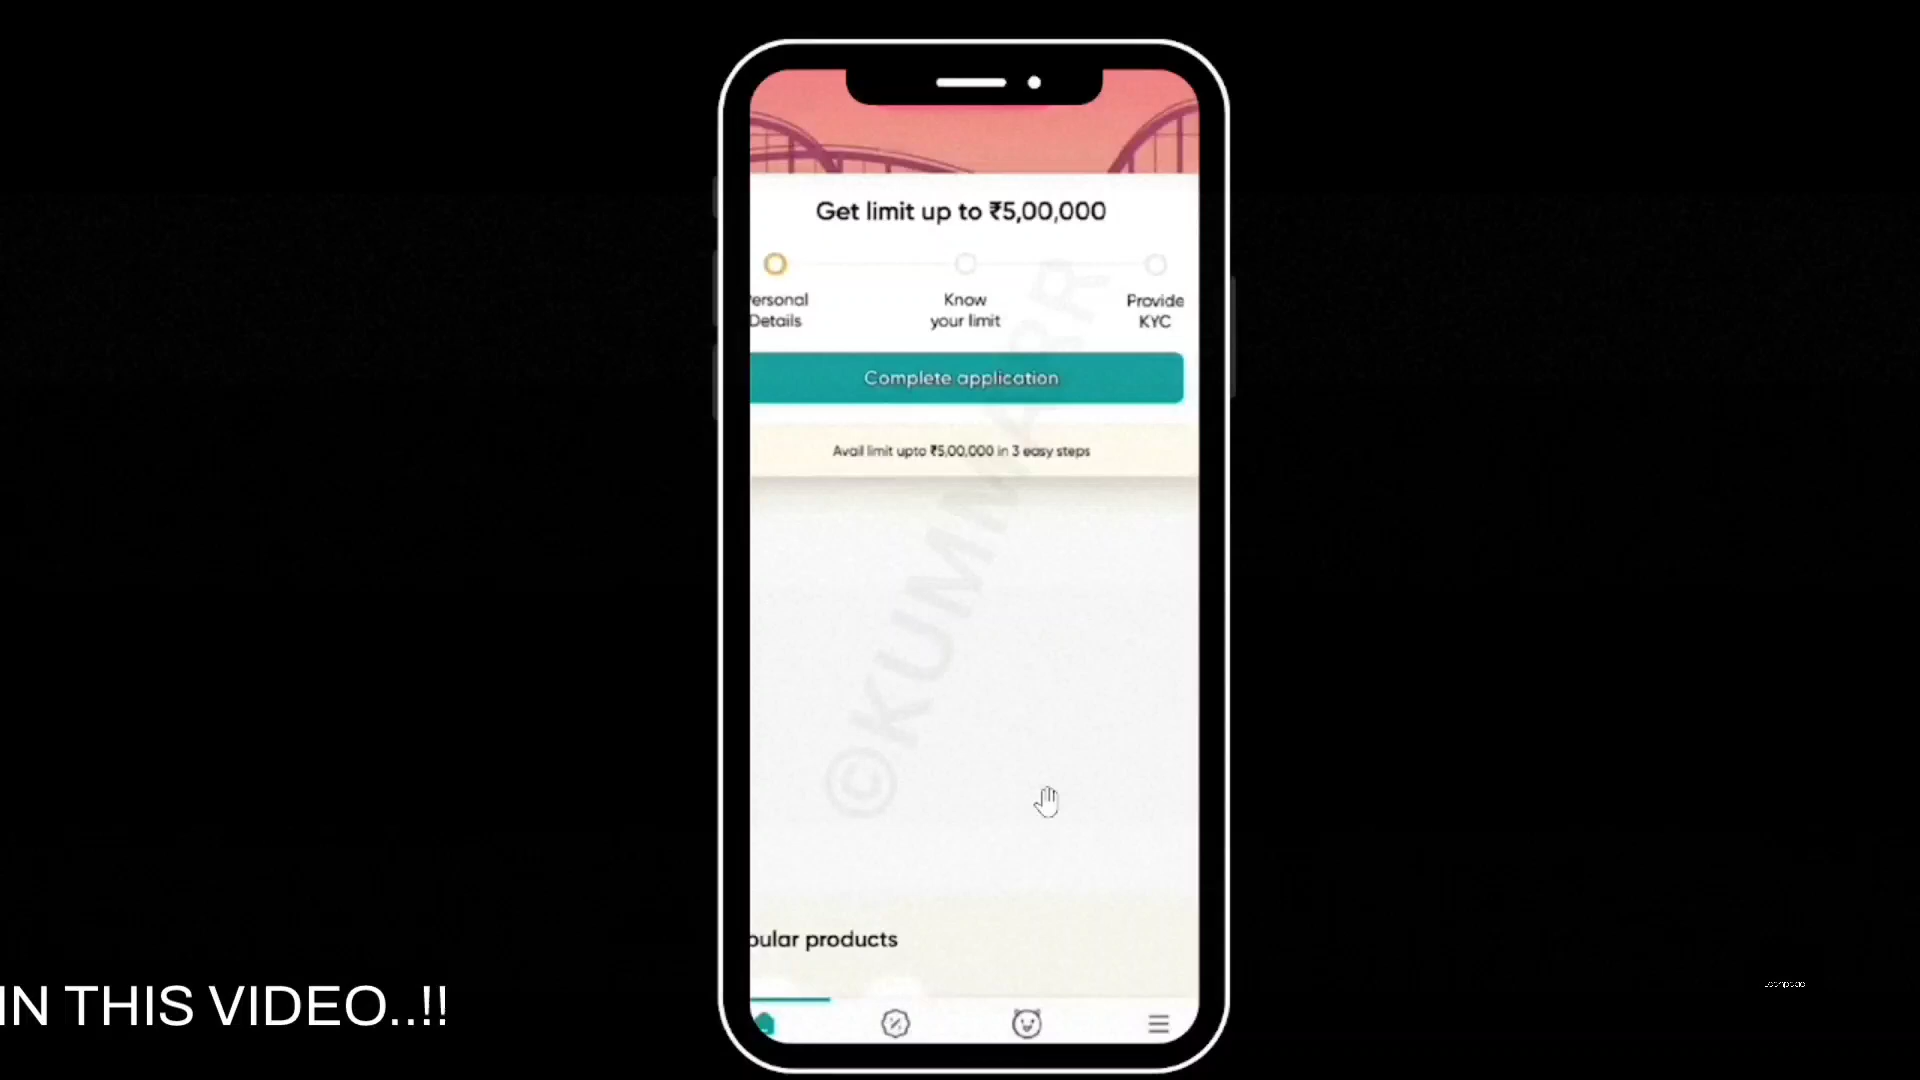 Get limit up to ₹5,00,000
ersonal
Details
Know
your limit
Provide
KYC
Complete application
Avail limit upto ₹5,00,000 in 3 easy steps
©KUMMARR
pular products
IN THIS VIDEO..!!